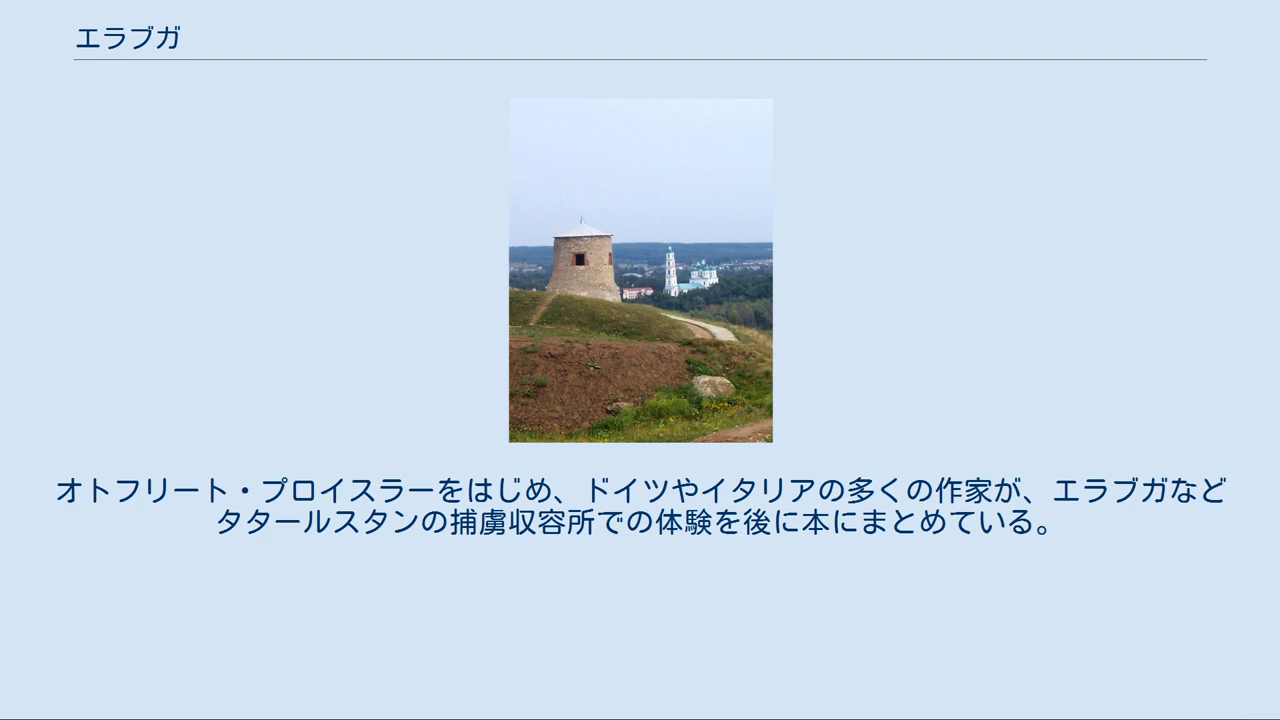 エラブガ
オトフリート・プロイスラーをはじめ、ドイツやイタリアの多くの作家が、エラブガなど
タタールスタンの捕虜収容所での体験を後に本にまとめている。